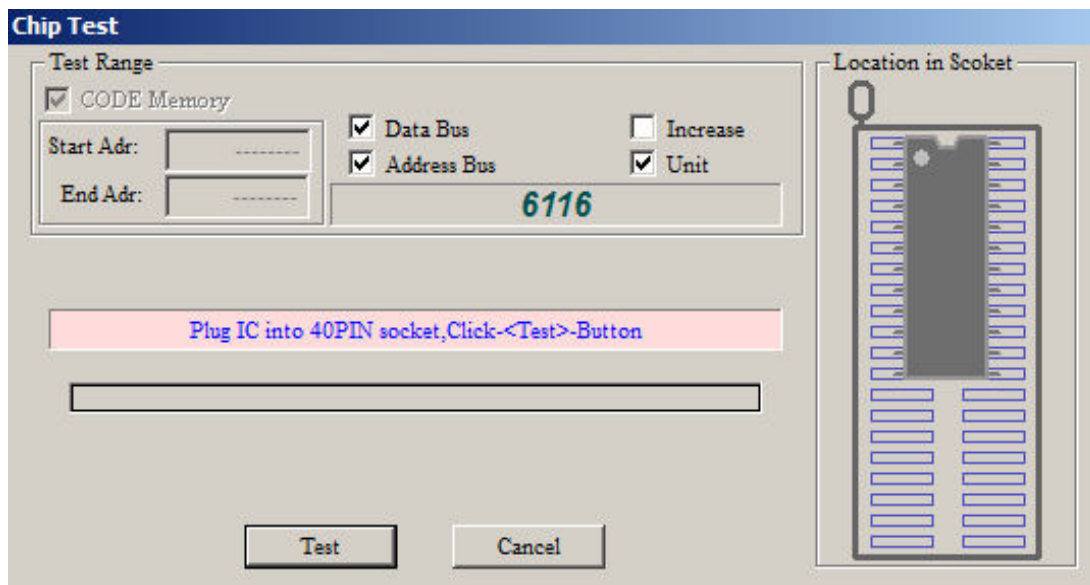 Chip Test
Test Range
CODE Memory
Start Adr: --------
End Adr: --------
Data Bus
Increase
Address Bus
Unit
6116
Location in Scoket
Plug IC into 40PIN socket,Click-<Test>-Button
Test
Cancel